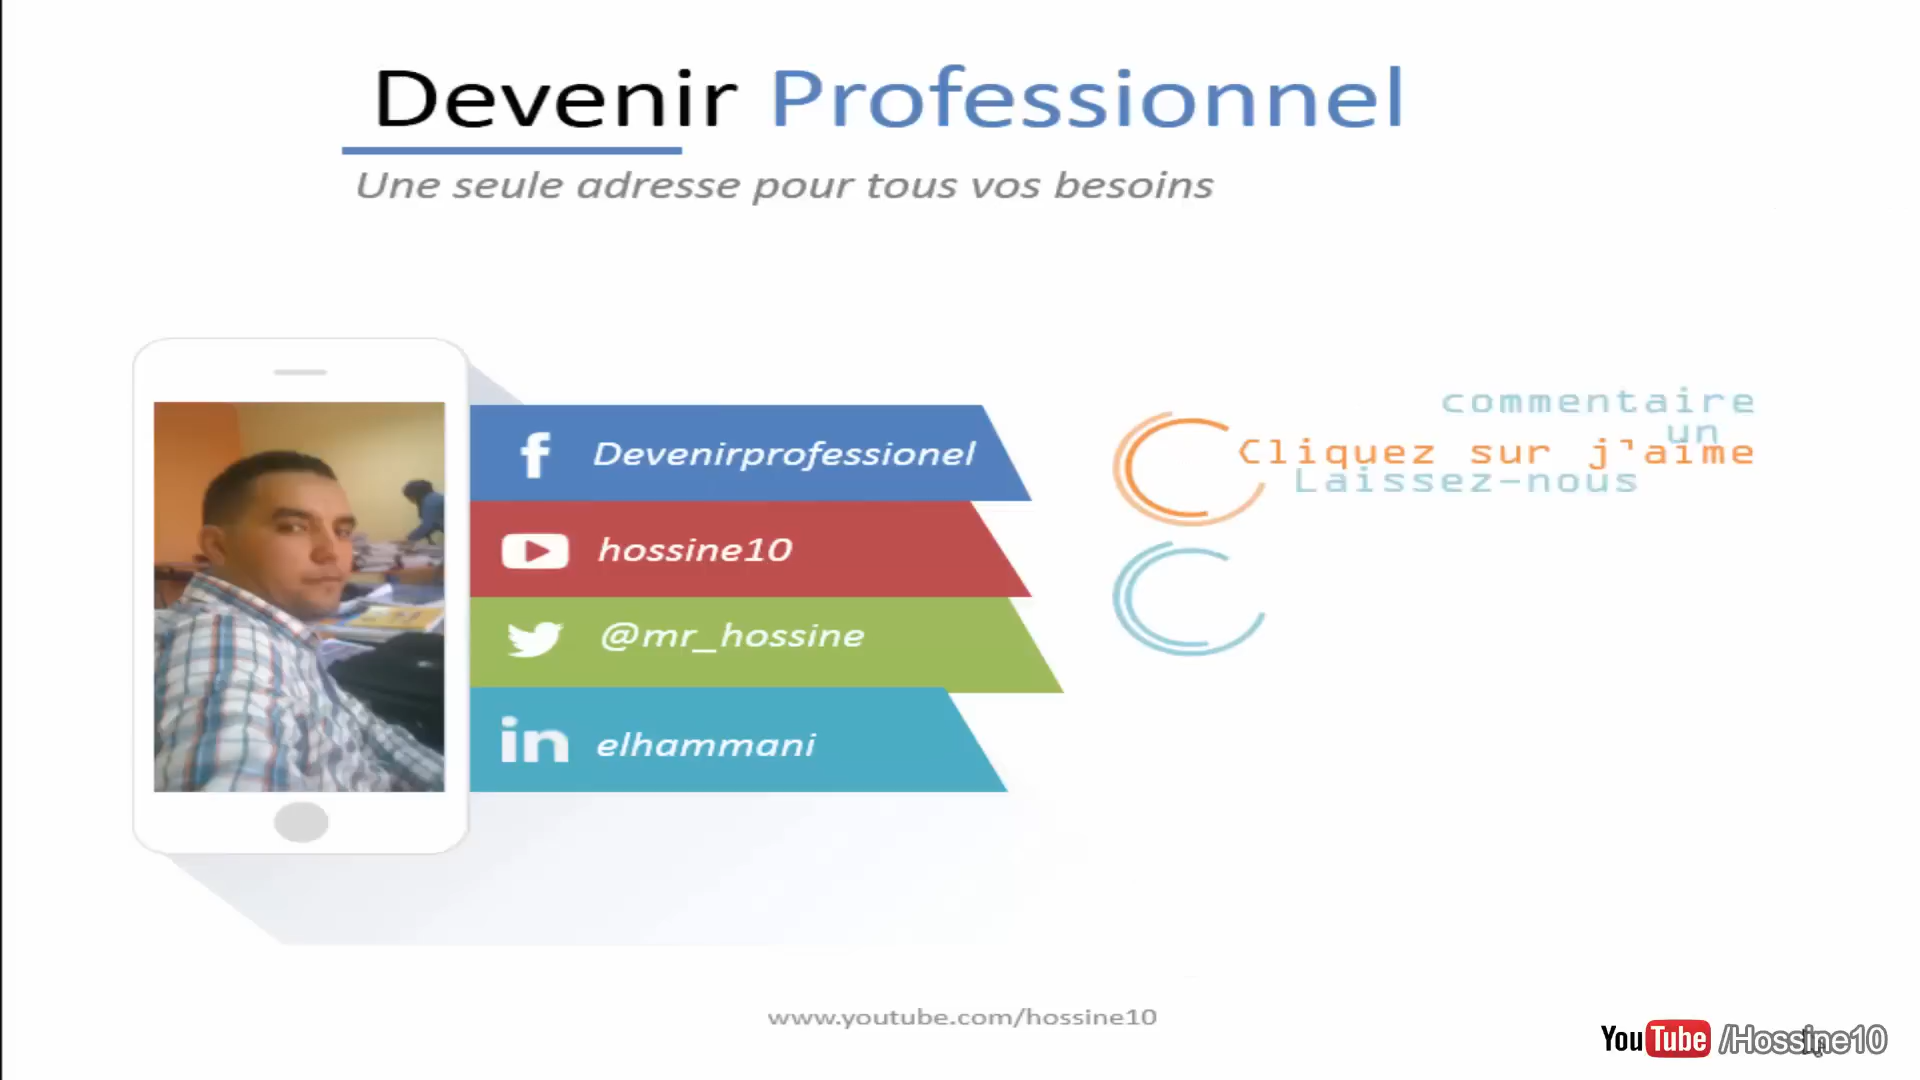 Devenir Professionnel
Une seule adresse pour tous vos besoins
f Devenirprofessionel
hossine10
@mr_hossine
in elhammani
commentaire
un
Cliquez sur j'aime
Laissez-nous
www.youtube.com/hossine10
YouTube /Hossine10